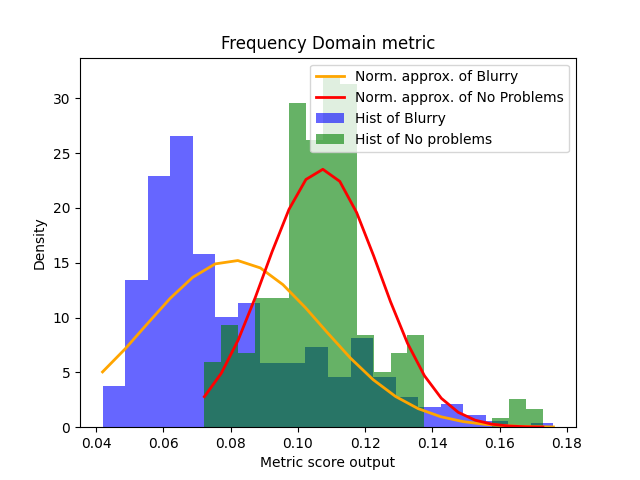 Frequency Domain metric
Norm. approx. of Blurry
Norm. approx. of No Problems
Hist of Blurry
Hist of No problems
Density
30
25
20
15
10
5
0
0.04 0.06 0.08 0.10 0.12 0.14 0.16 0.18
Metric score output